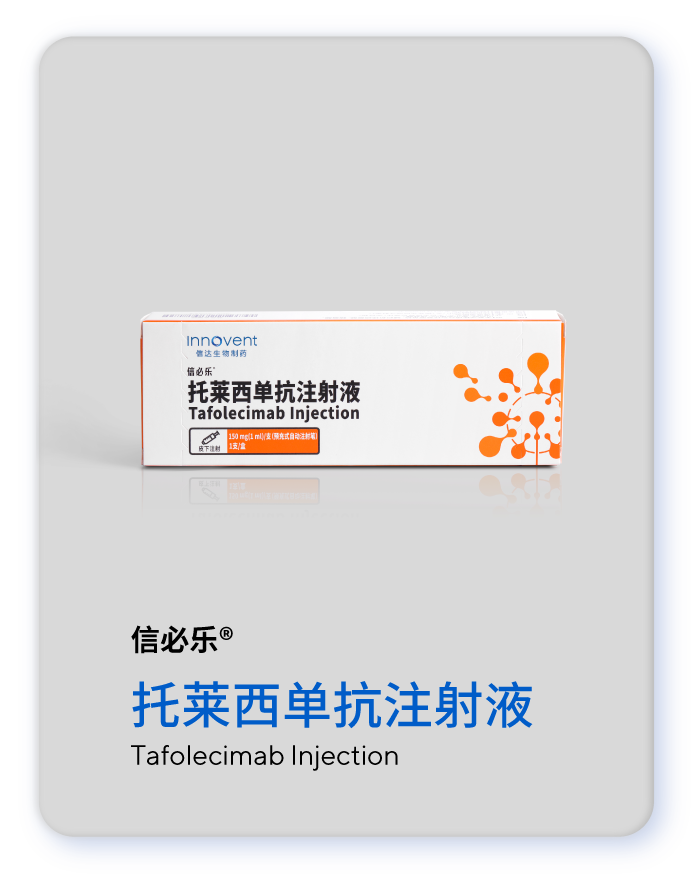 Innovent
信达生物制药
信必乐®
托莱西单抗注射液
Tafolecimab Injection
皮下注射
150 mg(1 ml)/支(预充式自动注射笔)
1支/盒
信必乐®
托莱西单抗注射液
Tafolecimab Injection